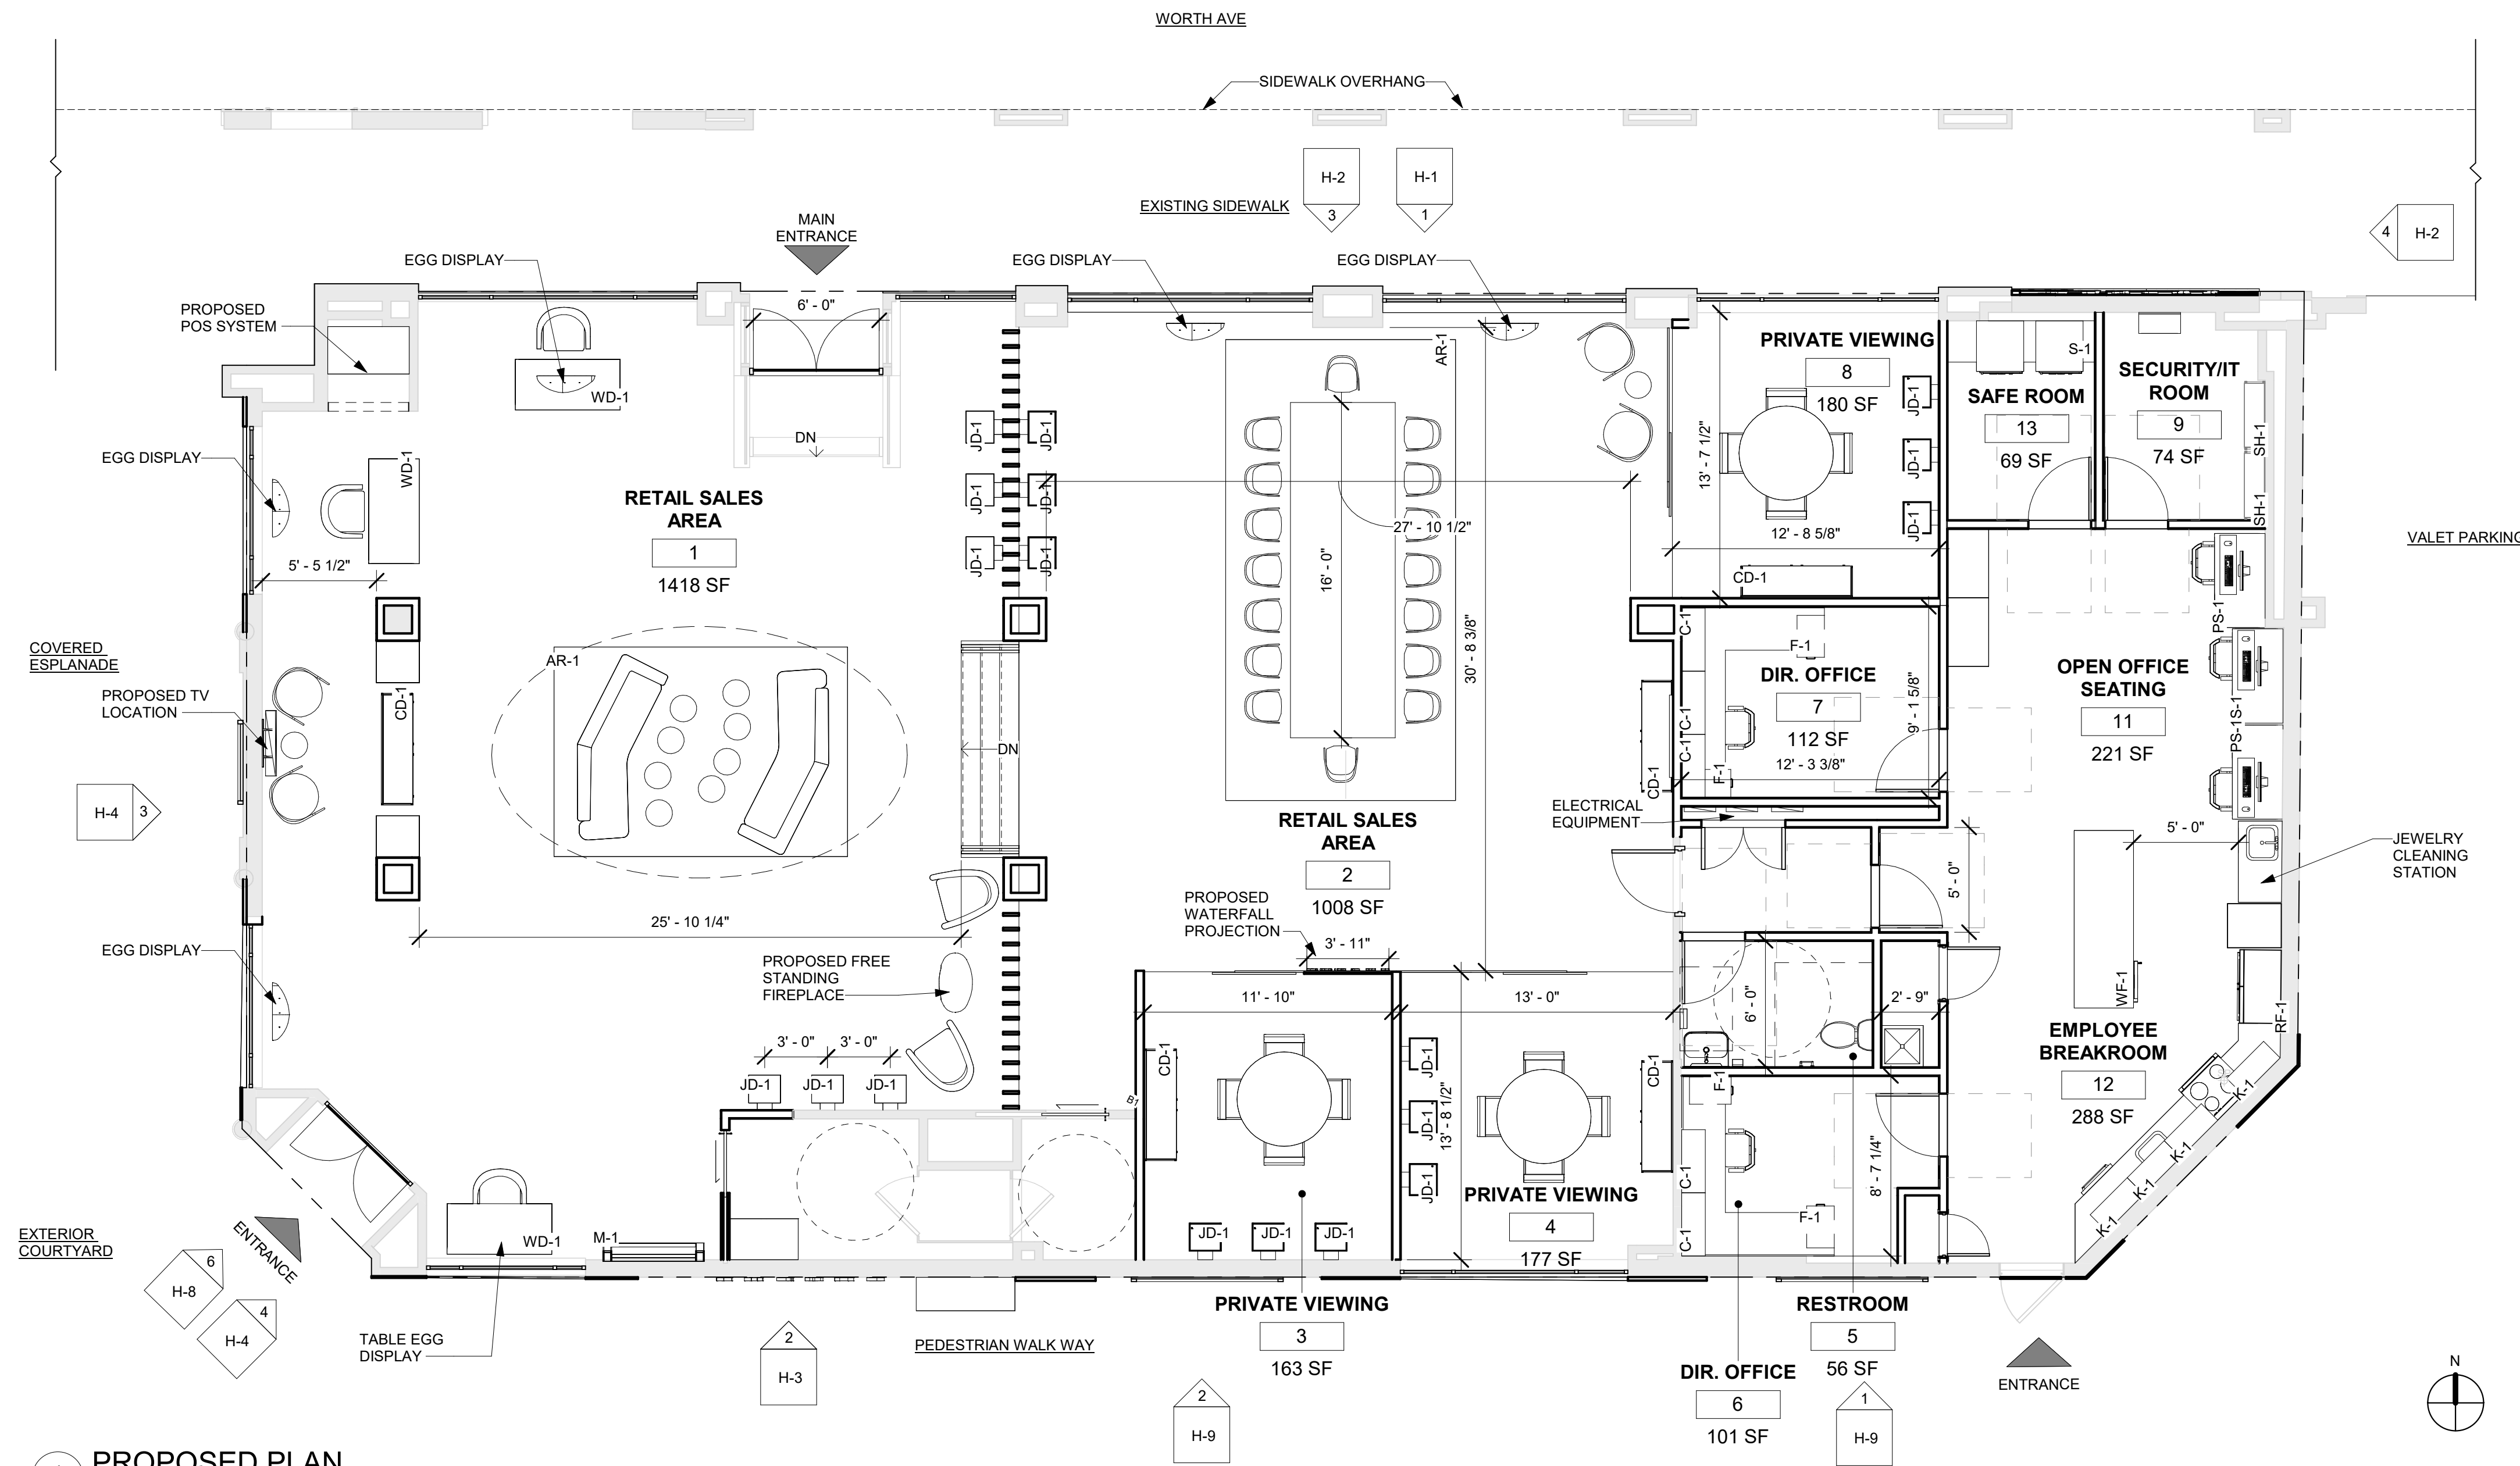 WORTH AVE
SIDEWALK OVERHANG
H-2
3
H-1
1
EXISTING SIDEWALK
4
H-2
MAIN
ENTRANCE
EGG DISPLAY
EGG DISPLAY
EGG DISPLAY
PROPOSED
POS SYSTEM
6' - 0"
WD-1
DN
AR-1
PRIVATE VIEWING
8
180 SF
JD-1
JD-1
JD-1
13' - 7 1/2"
12' - 8 5/8"
CD-1
S-1
SAFE ROOM
13
69 SF
SECURITY/IT
ROOM
9
74 SF
SH-1
SH-1
VALET PARKING
EGG DISPLAY
WD-1
5' - 5 1/2"
RETAIL SALES
AREA
1
1418 SF
JD-1
JD-1
JD-1
JD-1
JD-1
JD-1
27' - 10 1/2"
16' - 0"
30' - 8 3/8"
COVERED
ESPLANADE
PROPOSED TV
LOCATION
CD-1
AR-1
DN
C-1
C-1
C-1
CD-1
F-1
DIR. OFFICE
7
112 SF
12' - 3 3/8"
9' - 1 5/8"
F-1
OPEN OFFICE
SEATING
11
221 SF
PS-1
PS-1
S-1
H-4
3
RETAIL SALES
AREA
2
1008 SF
ELECTRICAL
EQUIPMENT
5' - 0"
5' - 0"
JEWELRY
CLEANING
STATION
25' - 10 1/4"
EGG DISPLAY
PROPOSED FREE
STANDING
FIREPLACE
PROPOSED
WATERFALL
PROJECTION
3' - 11"
11' - 10"
13' - 0"
6' - 0"
2' - 9"
WF-1
RF-1
EMPLOYEE
BREAKROOM
12
288 SF
K-1
K-1
K-1
K-1
3' - 0"
3' - 0"
JD-1
JD-1
JD-1
B1
CD-1
JD-1
JD-1
JD-1
13' - 8 1/2"
CD-1
F-1
C-1
C-1
8' - 7 1/4"
F-1
PRIVATE VIEWING
4
177 SF
JD-1
JD-1
JD-1
EXTERIOR
COURTYARD
ENTRANCE
6
H-8
4
H-4
WD-1
M-1
TABLE EGG
DISPLAY
2
H-3
PEDESTRIAN WALK WAY
PRIVATE VIEWING
3
163 SF
2
H-9
RESTROOM
5
56 SF
DIR. OFFICE
6
101 SF
1
H-9
ENTRANCE
N
PROPOSED PLAN